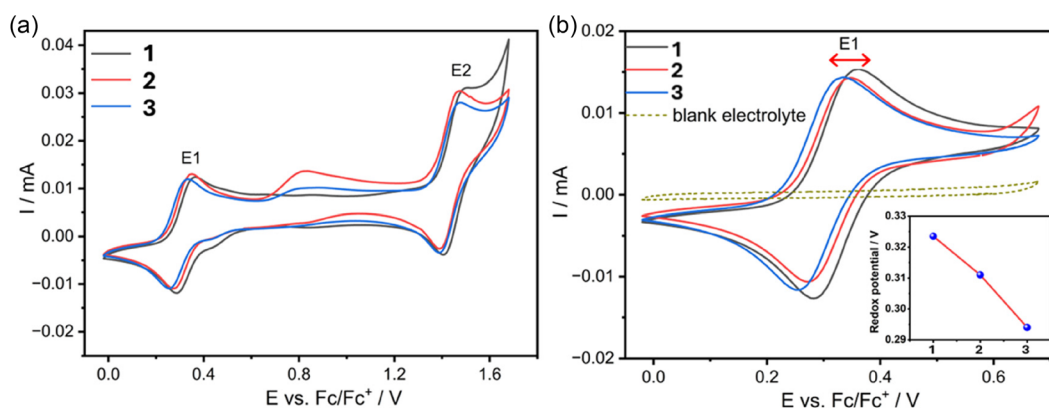 (a)
I / mA
0.04
0.03
0.02
0.01
0.00
−0.01
−0.02
1
2
3
E1
E2
0.0 0.4 0.8 1.2 1.6
E vs. Fc/Fc⁺ / V
(b)
I / mA
0.02
0.01
0.00
−0.01
−0.02
1
2
3
blank electrolyte
E1
Redox potential / V
0.33
0.32
0.31
0.30
0.29
1 2 3
0.0 0.2 0.4 0.6
E vs. Fc/Fc⁺ / V